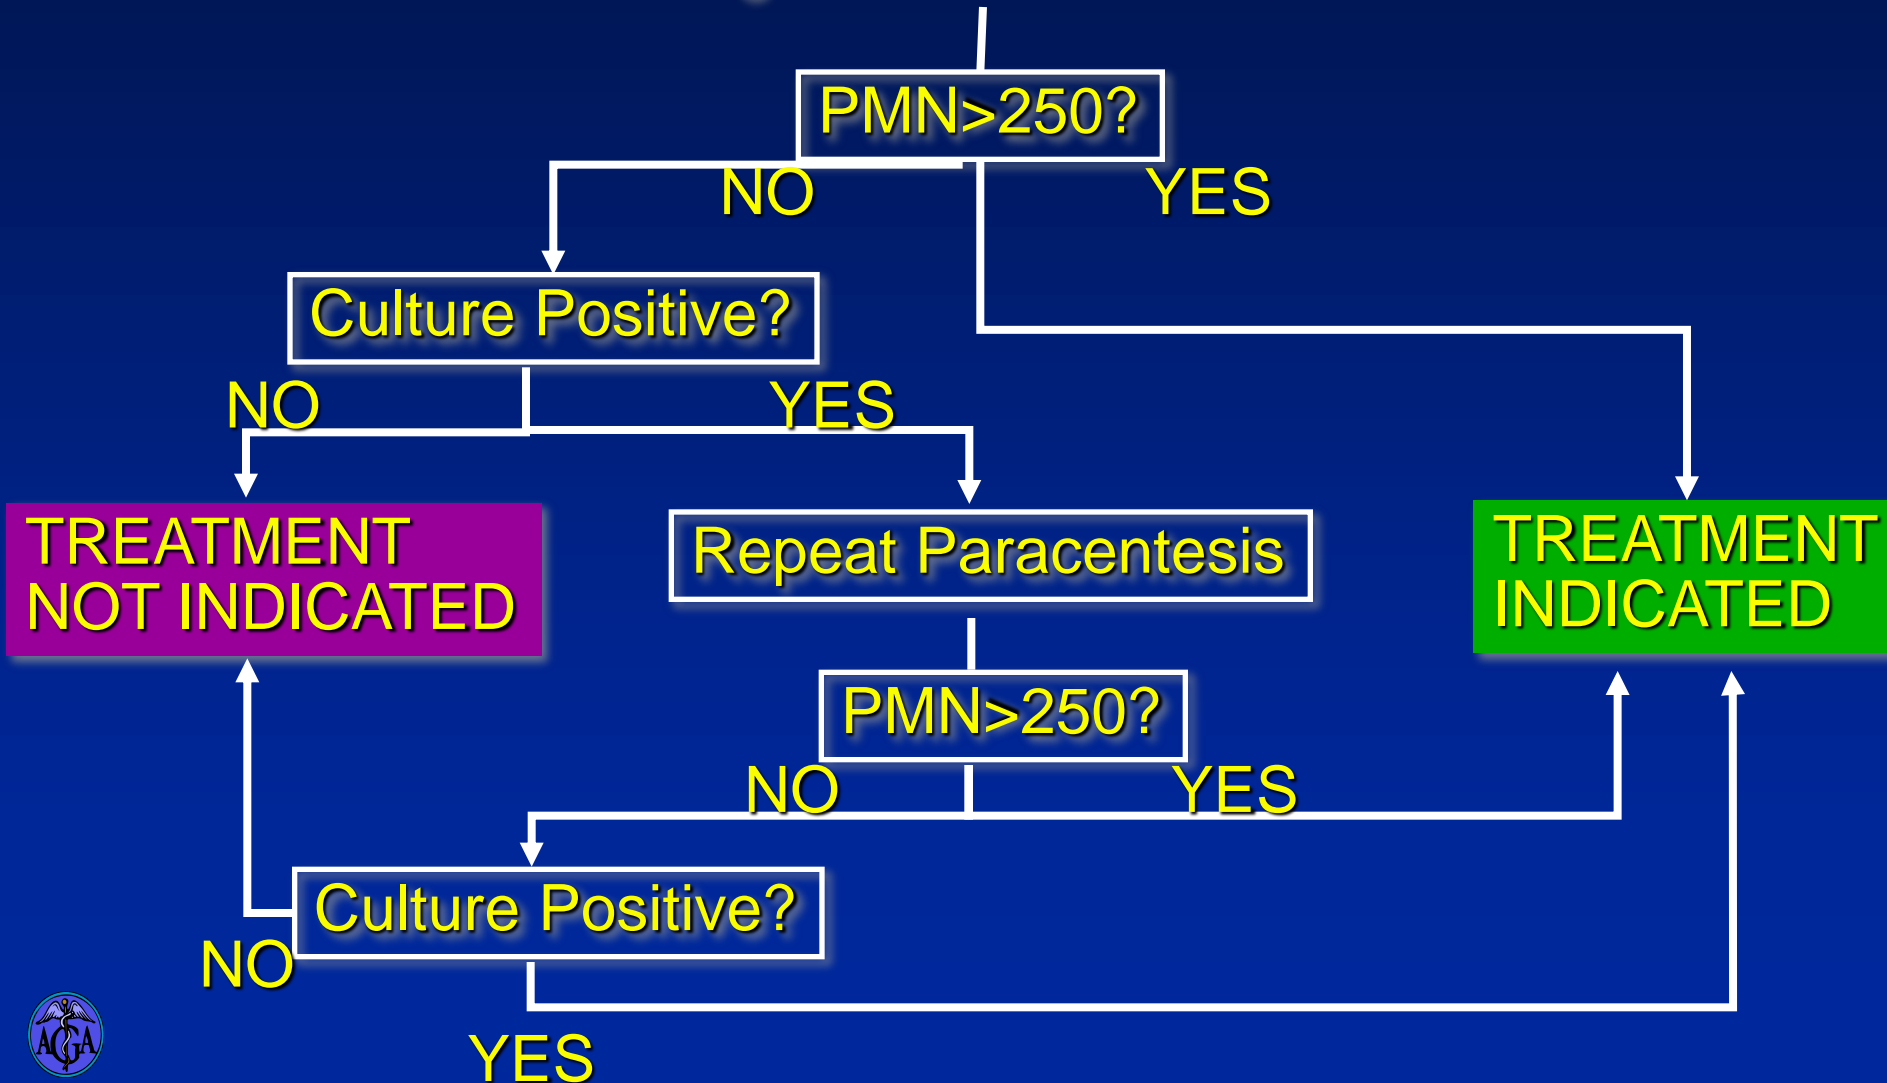 PMN>250?
NO
YES
Culture Positive?
NO
YES
TREATMENT
NOT INDICATED
Repeat Paracentesis
TREATMENT
INDICATED
PMN>250?
NO
YES
Culture Positive?
NO
YES
AGA